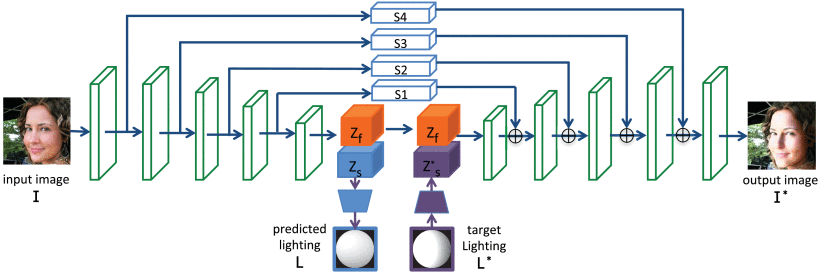 S4
S3
S2
S1
Z_f
Z_f
Z_s
Z*_s
input image
I
output image
I*
predicted
lighting
L
target
Lighting
L*